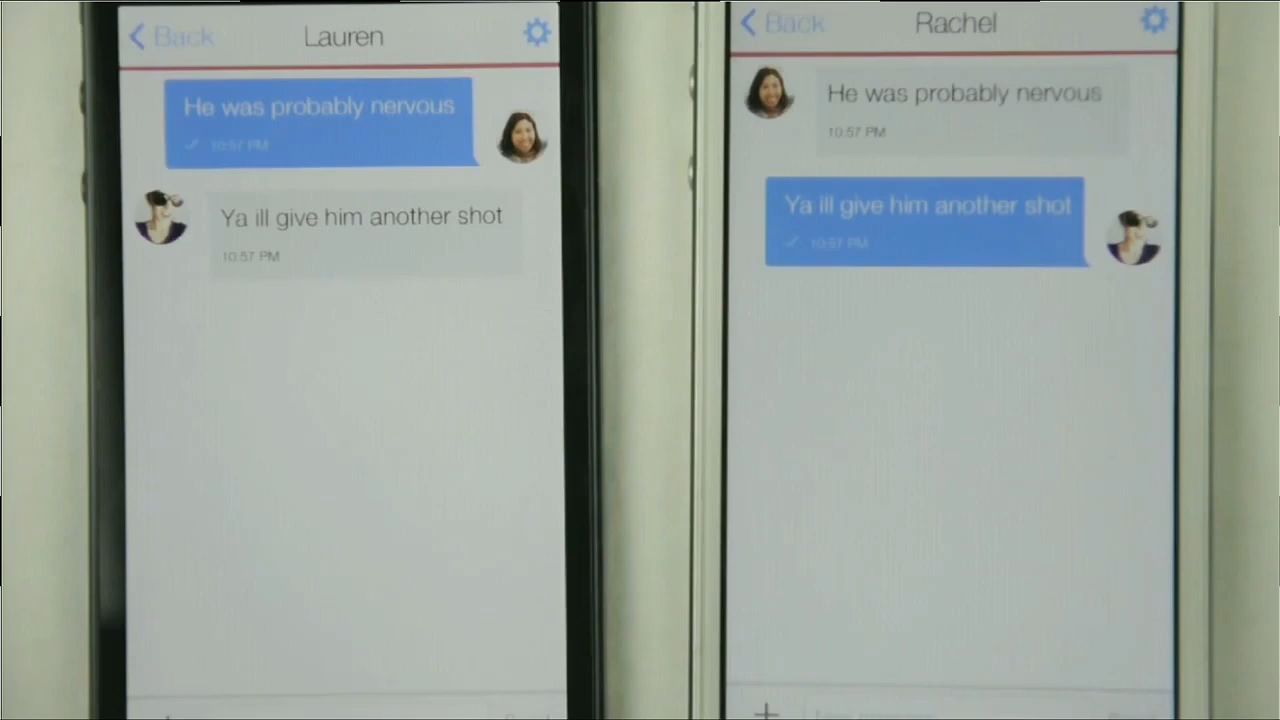 Back Lauren
He was probably nervous
10:57 PM
Ya ill give him another shot
10:57 PM
Back Rachel
He was probably nervous
10:57 PM
Ya ill give him another shot
10:57 PM